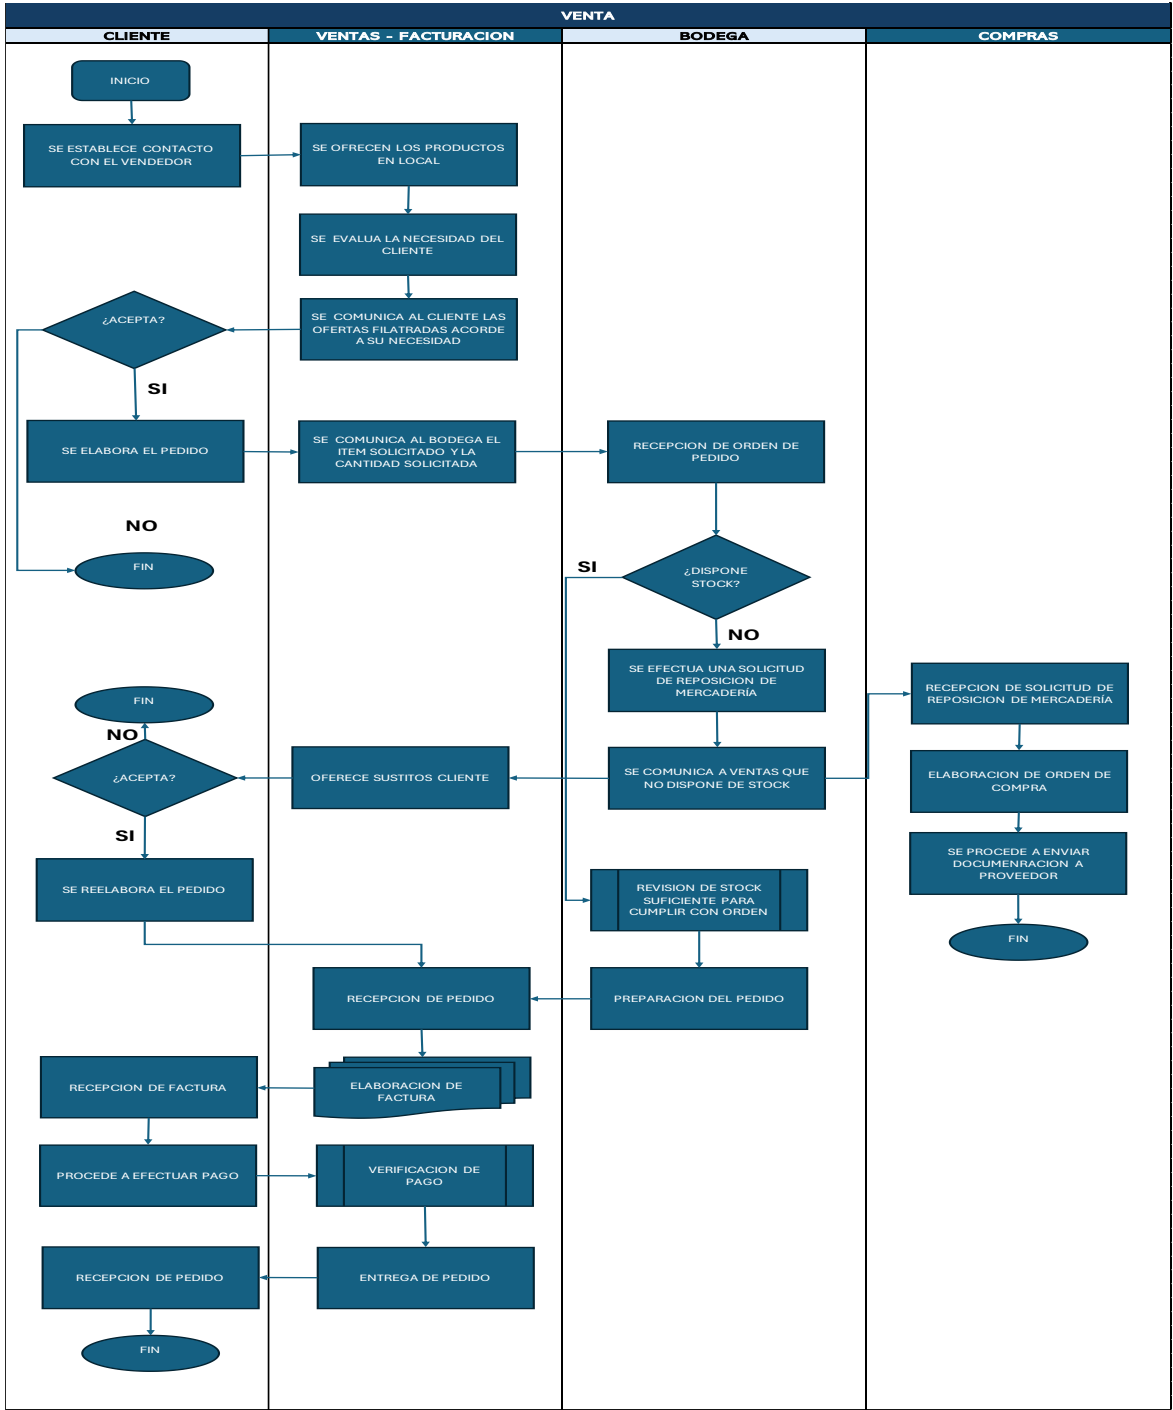 VENTA
CLIENTE
VENTAS - FACTURACION
BODEGA
COMPRAS
INICIO
SE ESTABLECE CONTACTO
CON EL VENDEDOR
SE OFRECEN LOS PRODUCTOS
EN LOCAL
SE EVALUA LA NECESIDAD DEL
CLIENTE
SE COMUNICA AL CLIENTE LAS
OFERTAS FILATRADAS ACORDE
A SU NECESIDAD
¿ACEPTA?
SI
SE ELABORA EL PEDIDO
SE COMUNICA AL BODEGA EL
ITEM SOLICITADO Y LA
CANTIDAD SOLICITADA
RECEPCION DE ORDEN DE
PEDIDO
NO
FIN
SI
¿DISPONE
STOCK?
NO
SE EFECTUA UNA SOLICITUD
DE REPOSICION DE
MERCADERÍA
RECEPCION DE SOLICITUD DE
REPOSICION DE MERCADERÍA
FIN
NO
¿ACEPTA?
OFERECE SUSTITOS CLIENTE
SE COMUNICA A VENTAS QUE
NO DISPONE DE STOCK
ELABORACION DE ORDEN DE
COMPRA
SI
SE PROCEDE A ENVIAR
DOCUMENRACION A
PROVEEDOR
SE REELABORA EL PEDIDO
REVISION DE STOCK
SUFICIENTE PARA
CUMPLIR CON ORDEN
FIN
RECEPCION DE PEDIDO
PREPARACION DEL PEDIDO
RECEPCION DE FACTURA
ELABORACION DE
FACTURA
PROCEDE A EFECTUAR PAGO
VERIFICACION DE
PAGO
RECEPCION DE PEDIDO
ENTREGA DE PEDIDO
FIN